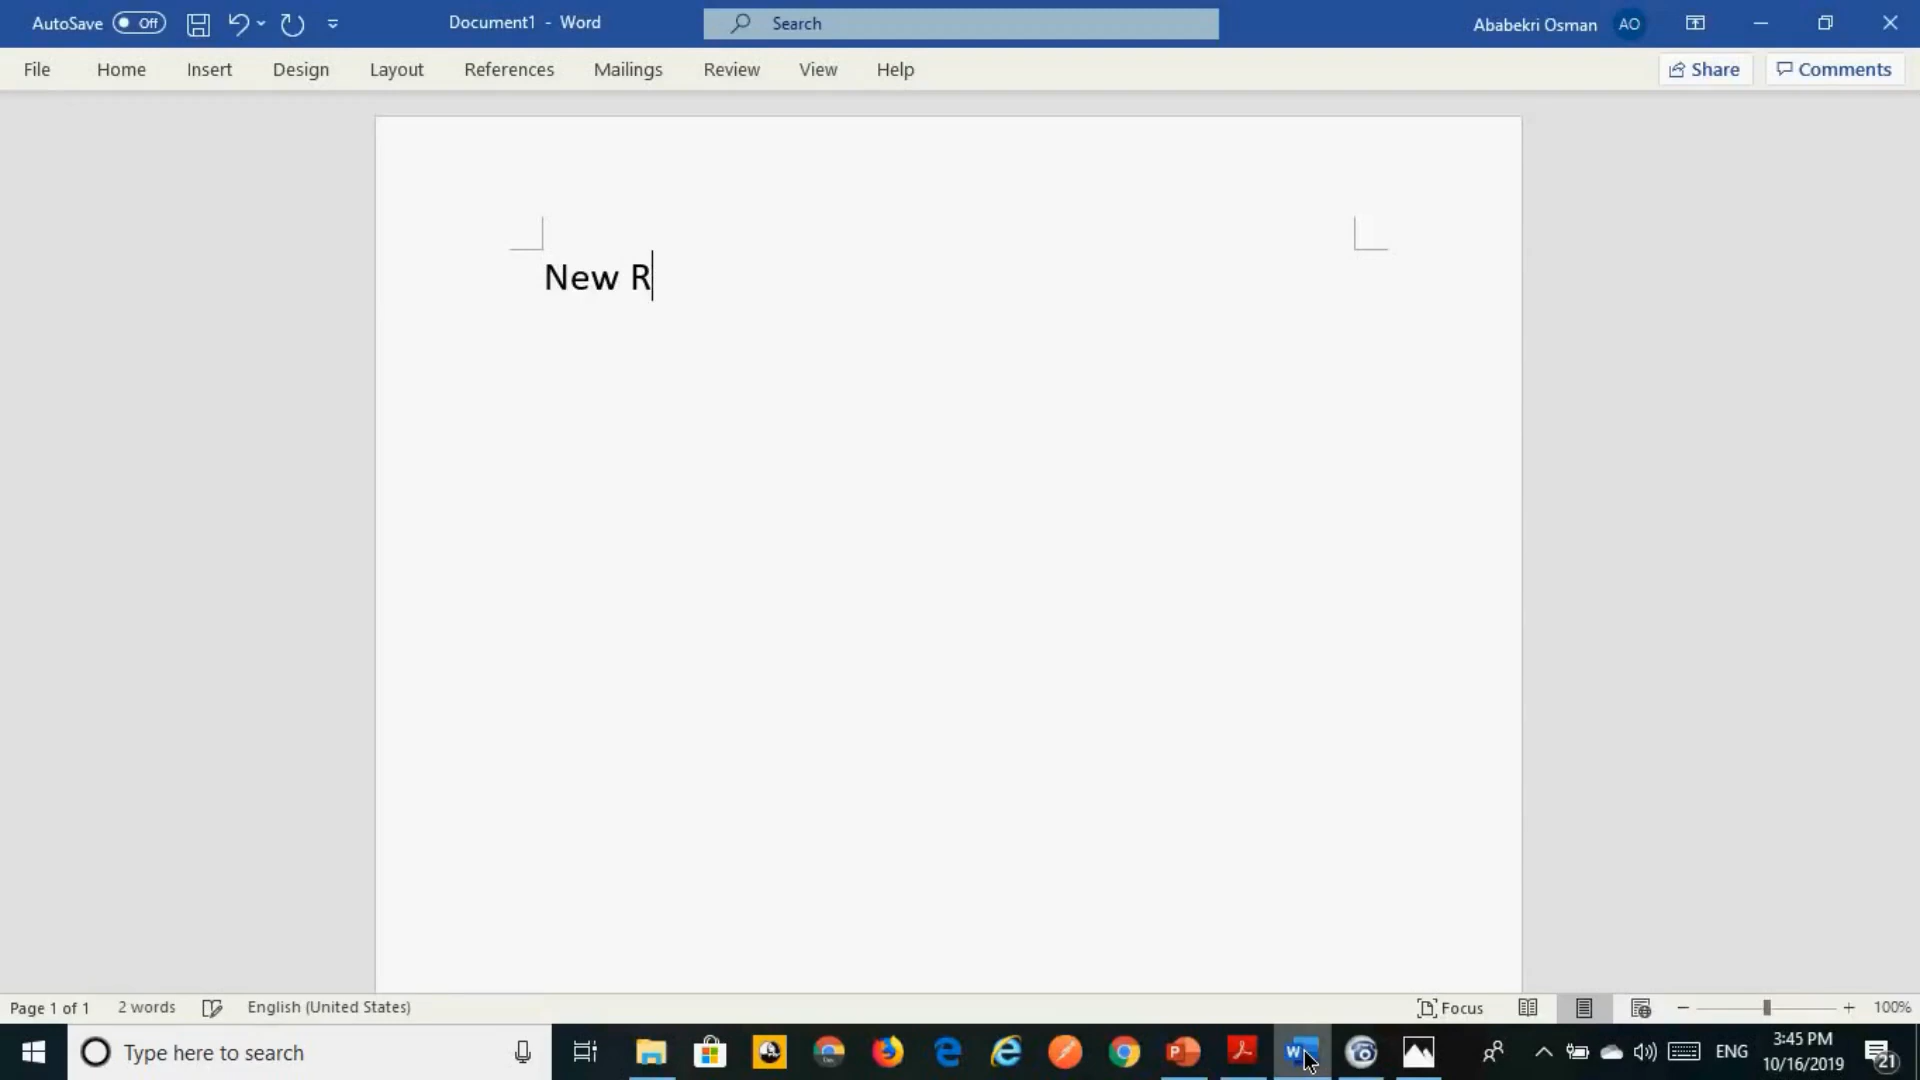 AutoSave Off Document1 - Word Search Ababekri Osman AO
File Home Insert Design Layout References Mailings Review View Help Share Comments
New R
Page 1 of 1 2 words English (United States) Focus 100%
Type here to search ENG 3:45 PM
10/16/2019 21